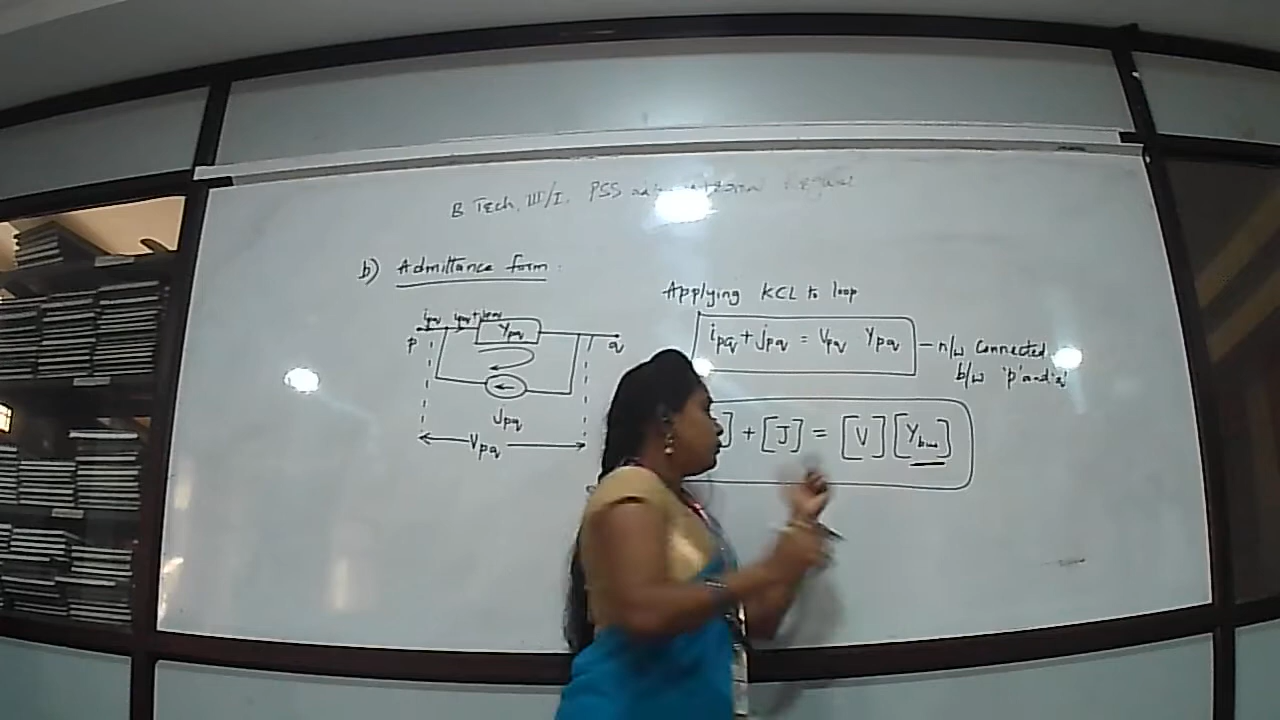 B Tech, III/I, PSS
b) Admittance form :
ipq
Ypq
p
q
jpq
Vpq
Applying KCL to loop
ipq + jpq = Vpq Ypq — n/w Connected
b/w 'p' and 'q'
] + [J] = [V] [Ybus]